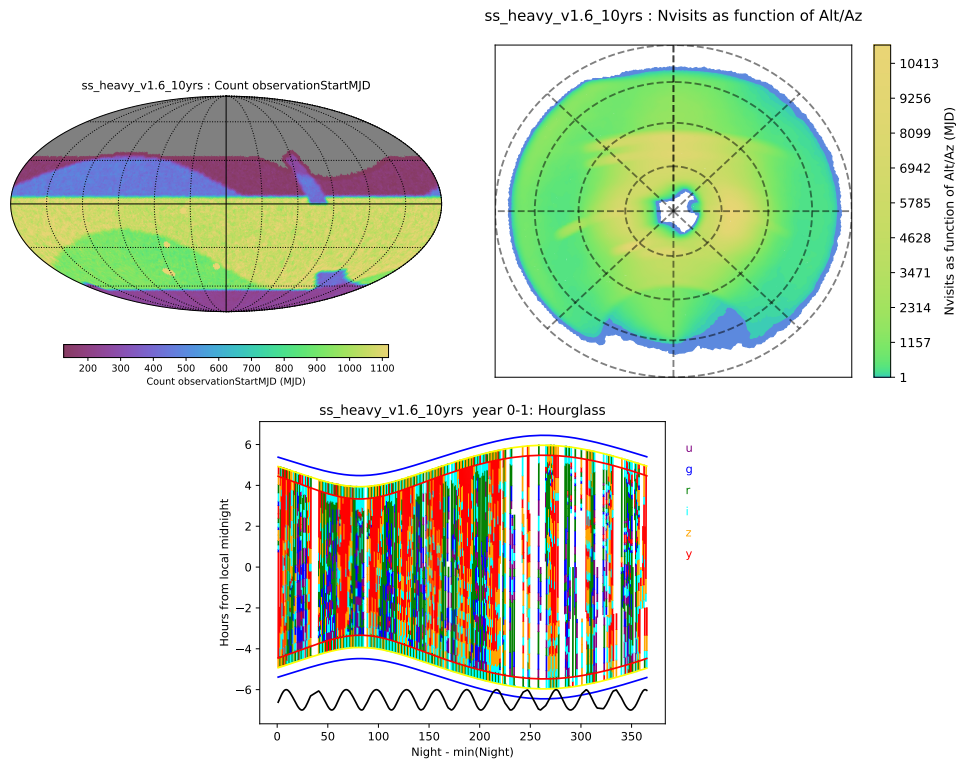 ss_heavy_v1.6_10yrs : Nvisits as function of Alt/Az
ss_heavy_v1.6_10yrs : Count observationStartMJD
200 300 400 500 600 700 800 900 1000 1100
Count observationStartMJD (MJD)
10413
9256
8099
6942
5785
4628
3471
2314
1157
1
Nvisits as function of Alt/Az (MJD)
ss_heavy_v1.6_10yrs year 0-1: Hourglass
6
4
2
0
−2
−4
−6
Hours from local midnight
0 50 100 150 200 250 300 350
Night - min(Night)
u
g
r
i
z
y